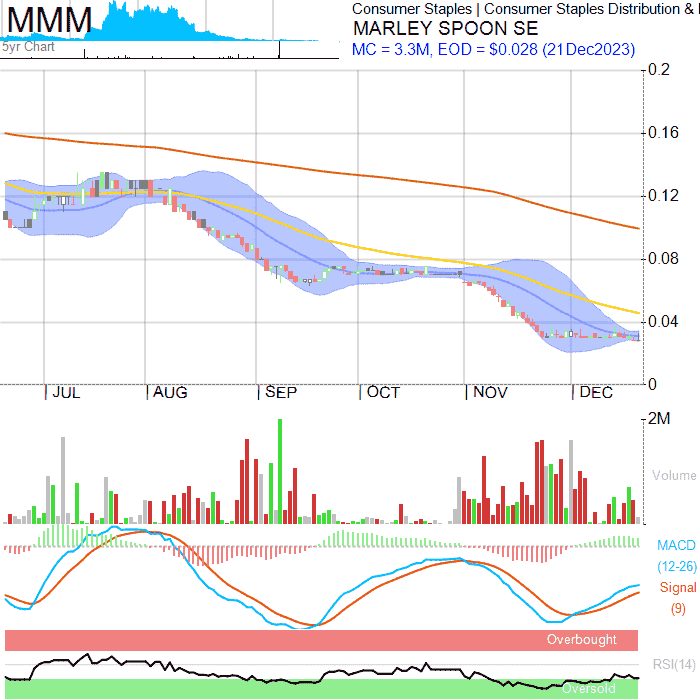 MMM
5yr Chart
Consumer Staples | Consumer Staples Distribution &
MARLEY SPOON SE
MC = 3.3M, EOD = $0.028 (21Dec2023)
0.2
0.16
0.12
0.08
0.04
0
JUL AUG SEP OCT NOV DEC
2M
Volume
MACD
(12-26)
Signal
(9)
Overbought
RSI(14)
Oversold